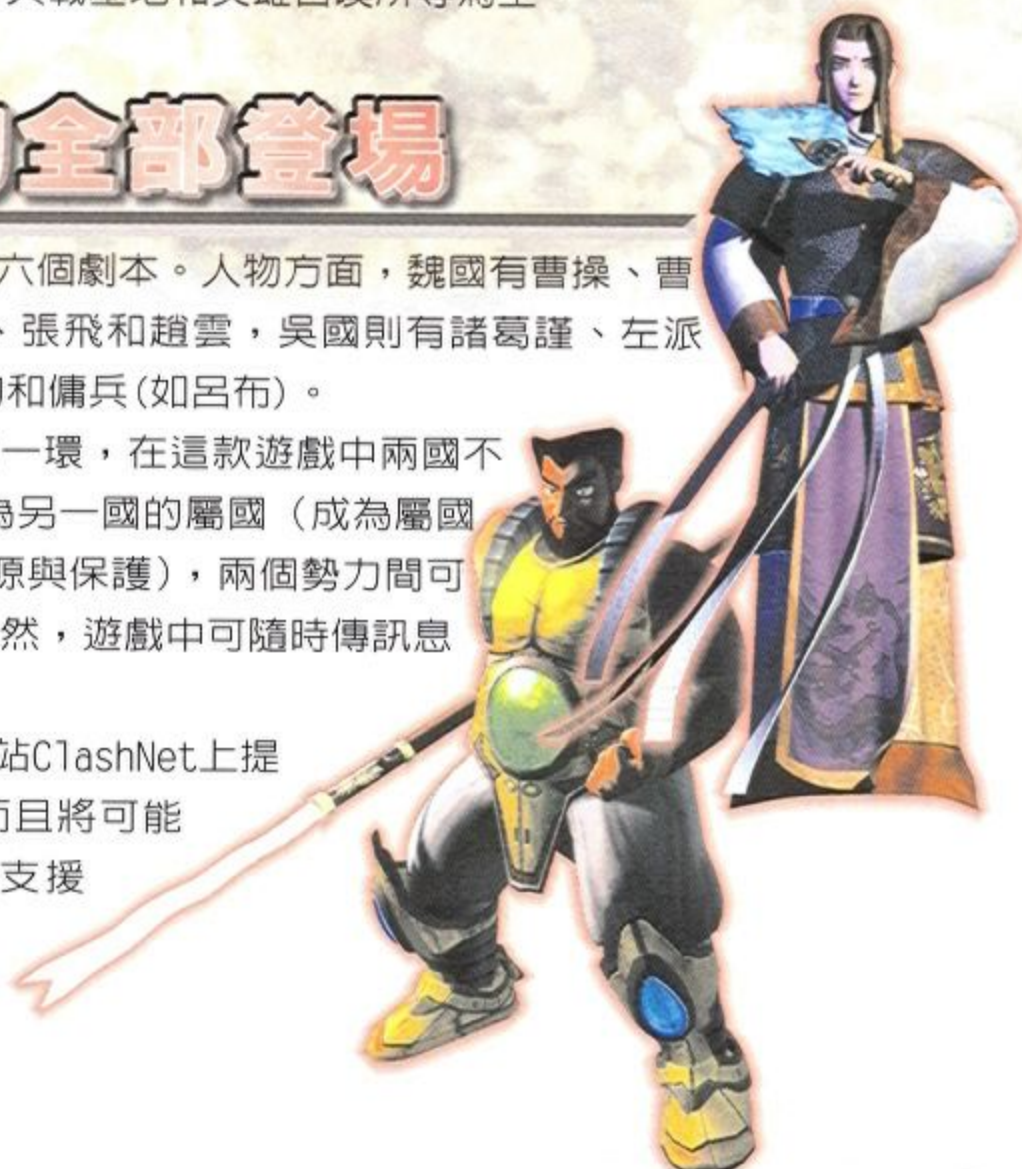 和英雄
全部登場
六個劇本。人物方面,魏國有曹操、曹
、張飛和趙雲,吳國則有諸葛謹、左派
和傭兵(如呂布)。
一環,在這款遊戲中兩國不
為另一國的屬國(成為屬國
源與保護),兩個勢力間可
然,遊戲中可隨時傳訊息
站ClashNet上提
而且將可能
支援